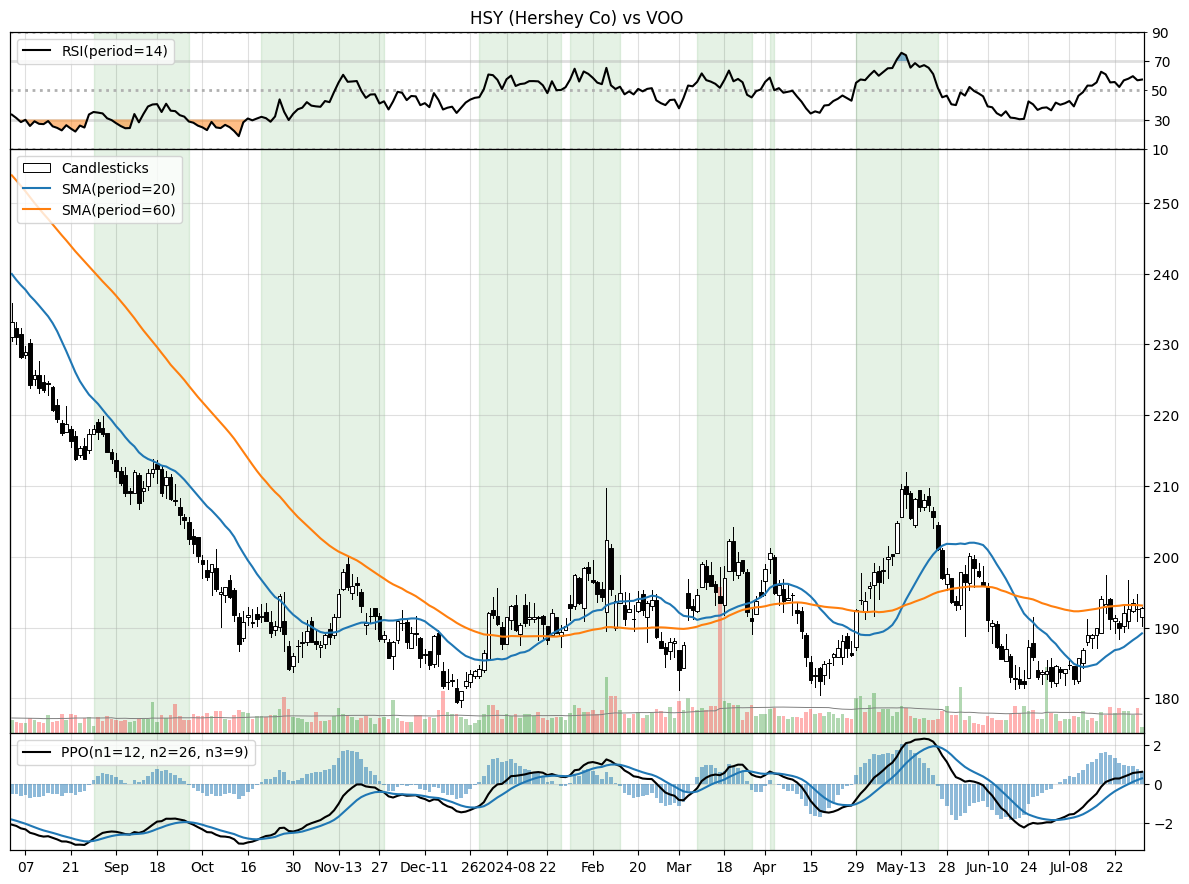 HSY (Hershey Co) vs VOO
RSI(period=14)
90
70
50
30
10
Candlesticks
SMA(period=20)
SMA(period=60)
250
240
230
220
210
200
190
180
PPO(n1=12, n2=26, n3=9)
2
0
−2
07 21 Sep 18 Oct 16 30 Nov-13 27 Dec-11 26 2024-08 22 Feb 20 Mar 18 Apr 15 29 May-13 28 Jun-10 24 Jul-08 22